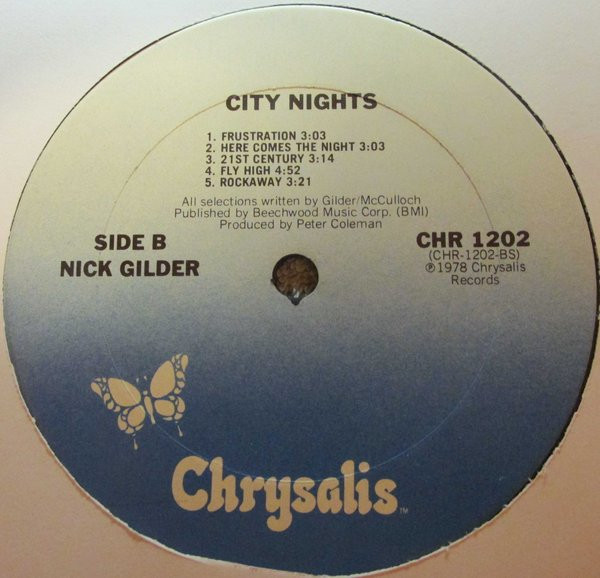 CITY NIGHTS
1. FRUSTRATION 3:03
2. HERE COMES THE NIGHT 3:03
3. 21ST CENTURY 3:14
4. FLY HIGH 4:52
5. ROCKAWAY 3:21
All selections written by Gilder/McCulloch
Published by Beechwood Music Corp. (BMI)
Produced by Peter Coleman
SIDE B
NICK GILDER
CHR 1202
(CHR-1202-BS)
℗1978 Chrysalis
Records
Chrysalis™